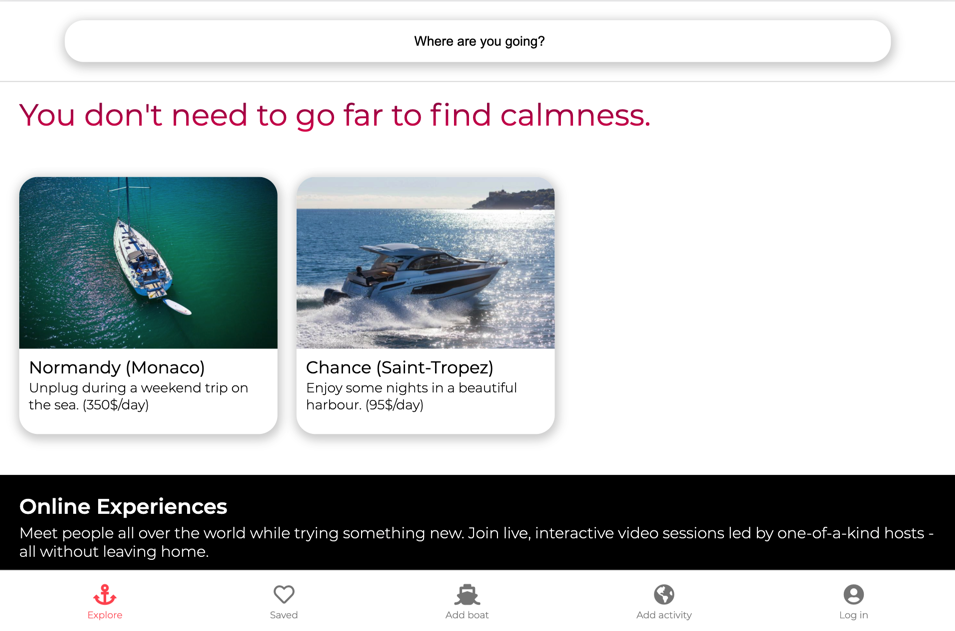 Where are you going?
You don't need to go far to find calmness.
Normandy (Monaco)
Unplug during a weekend trip on
the sea. (350$/day)
Chance (Saint-Tropez)
Enjoy some nights in a beautiful
harbour. (95$/day)
Online Experiences
Meet people all over the world while trying something new. Join live, interactive video sessions led by one-of-a-kind hosts -
all without leaving home.
Explore
Saved
Add boat
Add activity
Log in